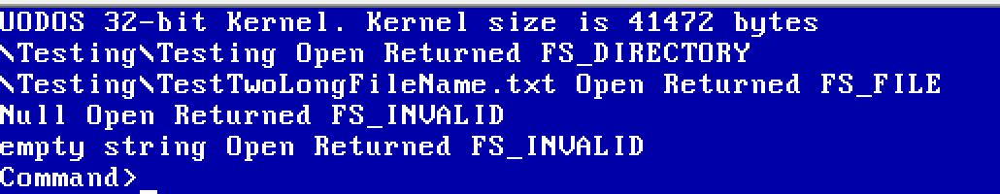 UODOS 32-bit Kernel. Kernel size is 41472 bytes
\Testing\Testing Open Returned FS_DIRECTORY
\Testing\TestTwoLongFileName.txt Open Returned FS_FILE
Null Open Returned FS_INVALID
empty string Open Returned FS_INVALID
Command>_